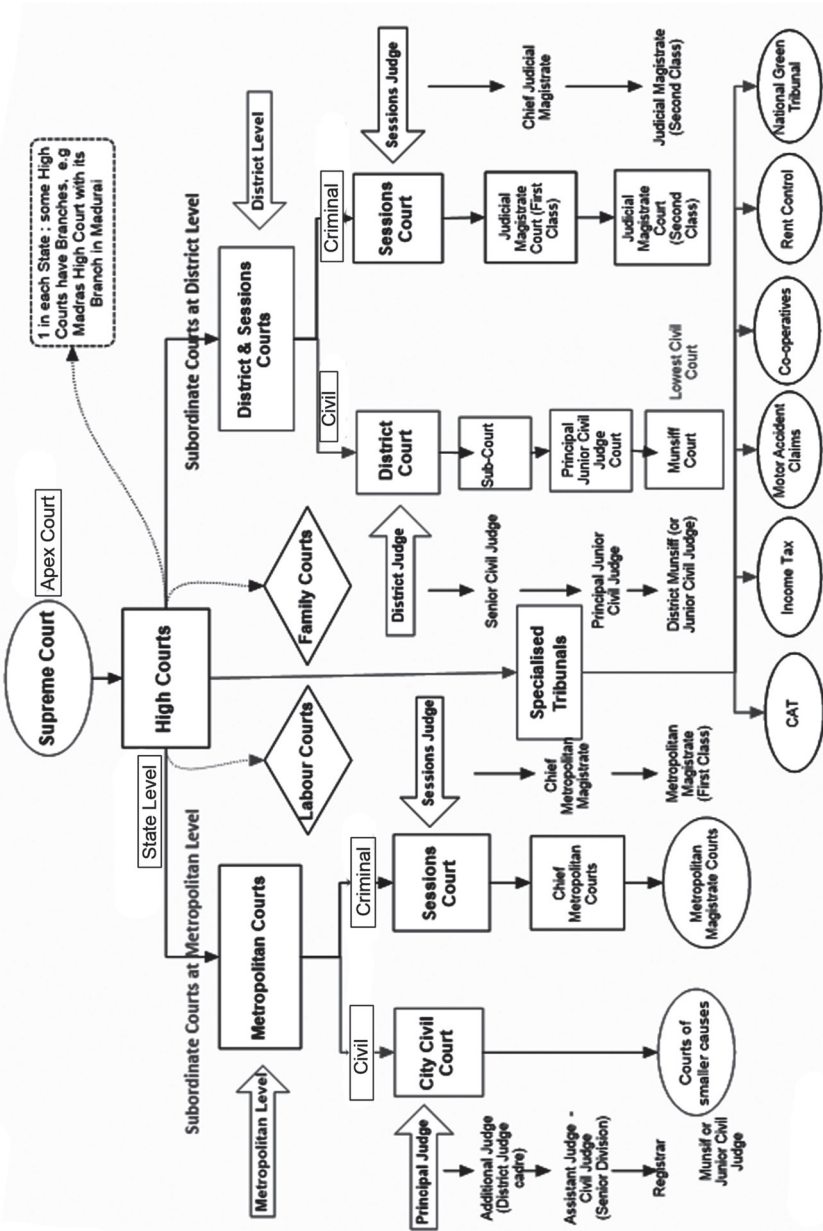 Supreme Court
Apex Court
1 in each State : some High
Courts have Branches, e.g
Madras High Court with its
Branch in Madurai
High Courts
State Level
Labour Courts
Family Courts
Subordinate Courts at Metropolitan Level
Metropolitan Level
Metropolitan Courts
Civil
Criminal
Principal Judge
Additional Judge
(District Judge
cadre)
Assistant Judge -
Civil Judge
(Senior Division)
Registrar
Munsif or
Junior Civil
Judge
City Civil
Court
Courts of
smaller causes
Sessions
Court
Chief
Metropolitan
Courts
Metropolitan
Magistrate Courts
Sessions Judge
Chief
Metropolitan
Magistrate
Metropolitan
Magistrate
(First Class)
Subordinate Courts at District Level
District Level
District & Sessions
Courts
Civil
Criminal
District Judge
Senior Civil Judge
Principal Junior
Civil Judge
District Munsiff (or
Junior Civil Judge)
District
Court
Sub-Court
Principal
Junior Civil
Judge
Court
Munsiff
Court
Lowest Civil
Court
Sessions
Court
Judicial
Magistrate
Court (First
Class)
Judicial
Magistrate
Court
(Second
Class)
Sessions Judge
Chief Judicial
Magistrate
Judicial Magistrate
(Second Class)
Specialised
Tribunals
CAT
Income Tax
Motor Accident
Claims
Co-operatives
Rent Control
National Green
Tribunal